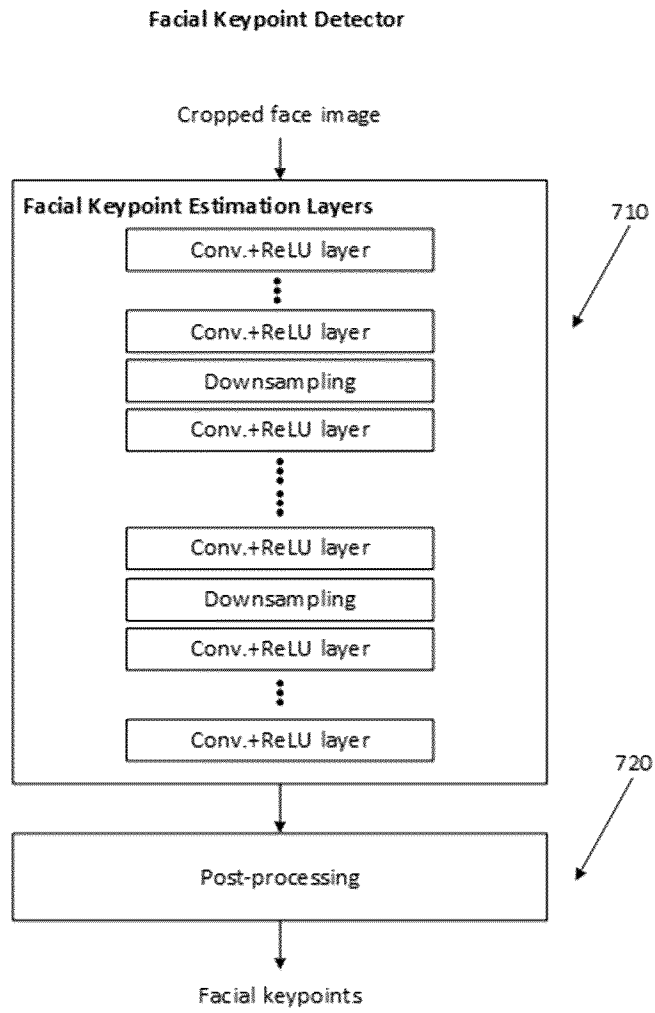 Facial Keypoint Detector
Cropped face image
Facial Keypoint Estimation Layers
710
Conv.+ReLU layer
Conv.+ReLU layer
Downsampling
Conv.+ReLU layer
Conv.+ReLU layer
Downsampling
Conv.+ReLU layer
Conv.+ReLU layer
720
Post-processing
Facial keypoints